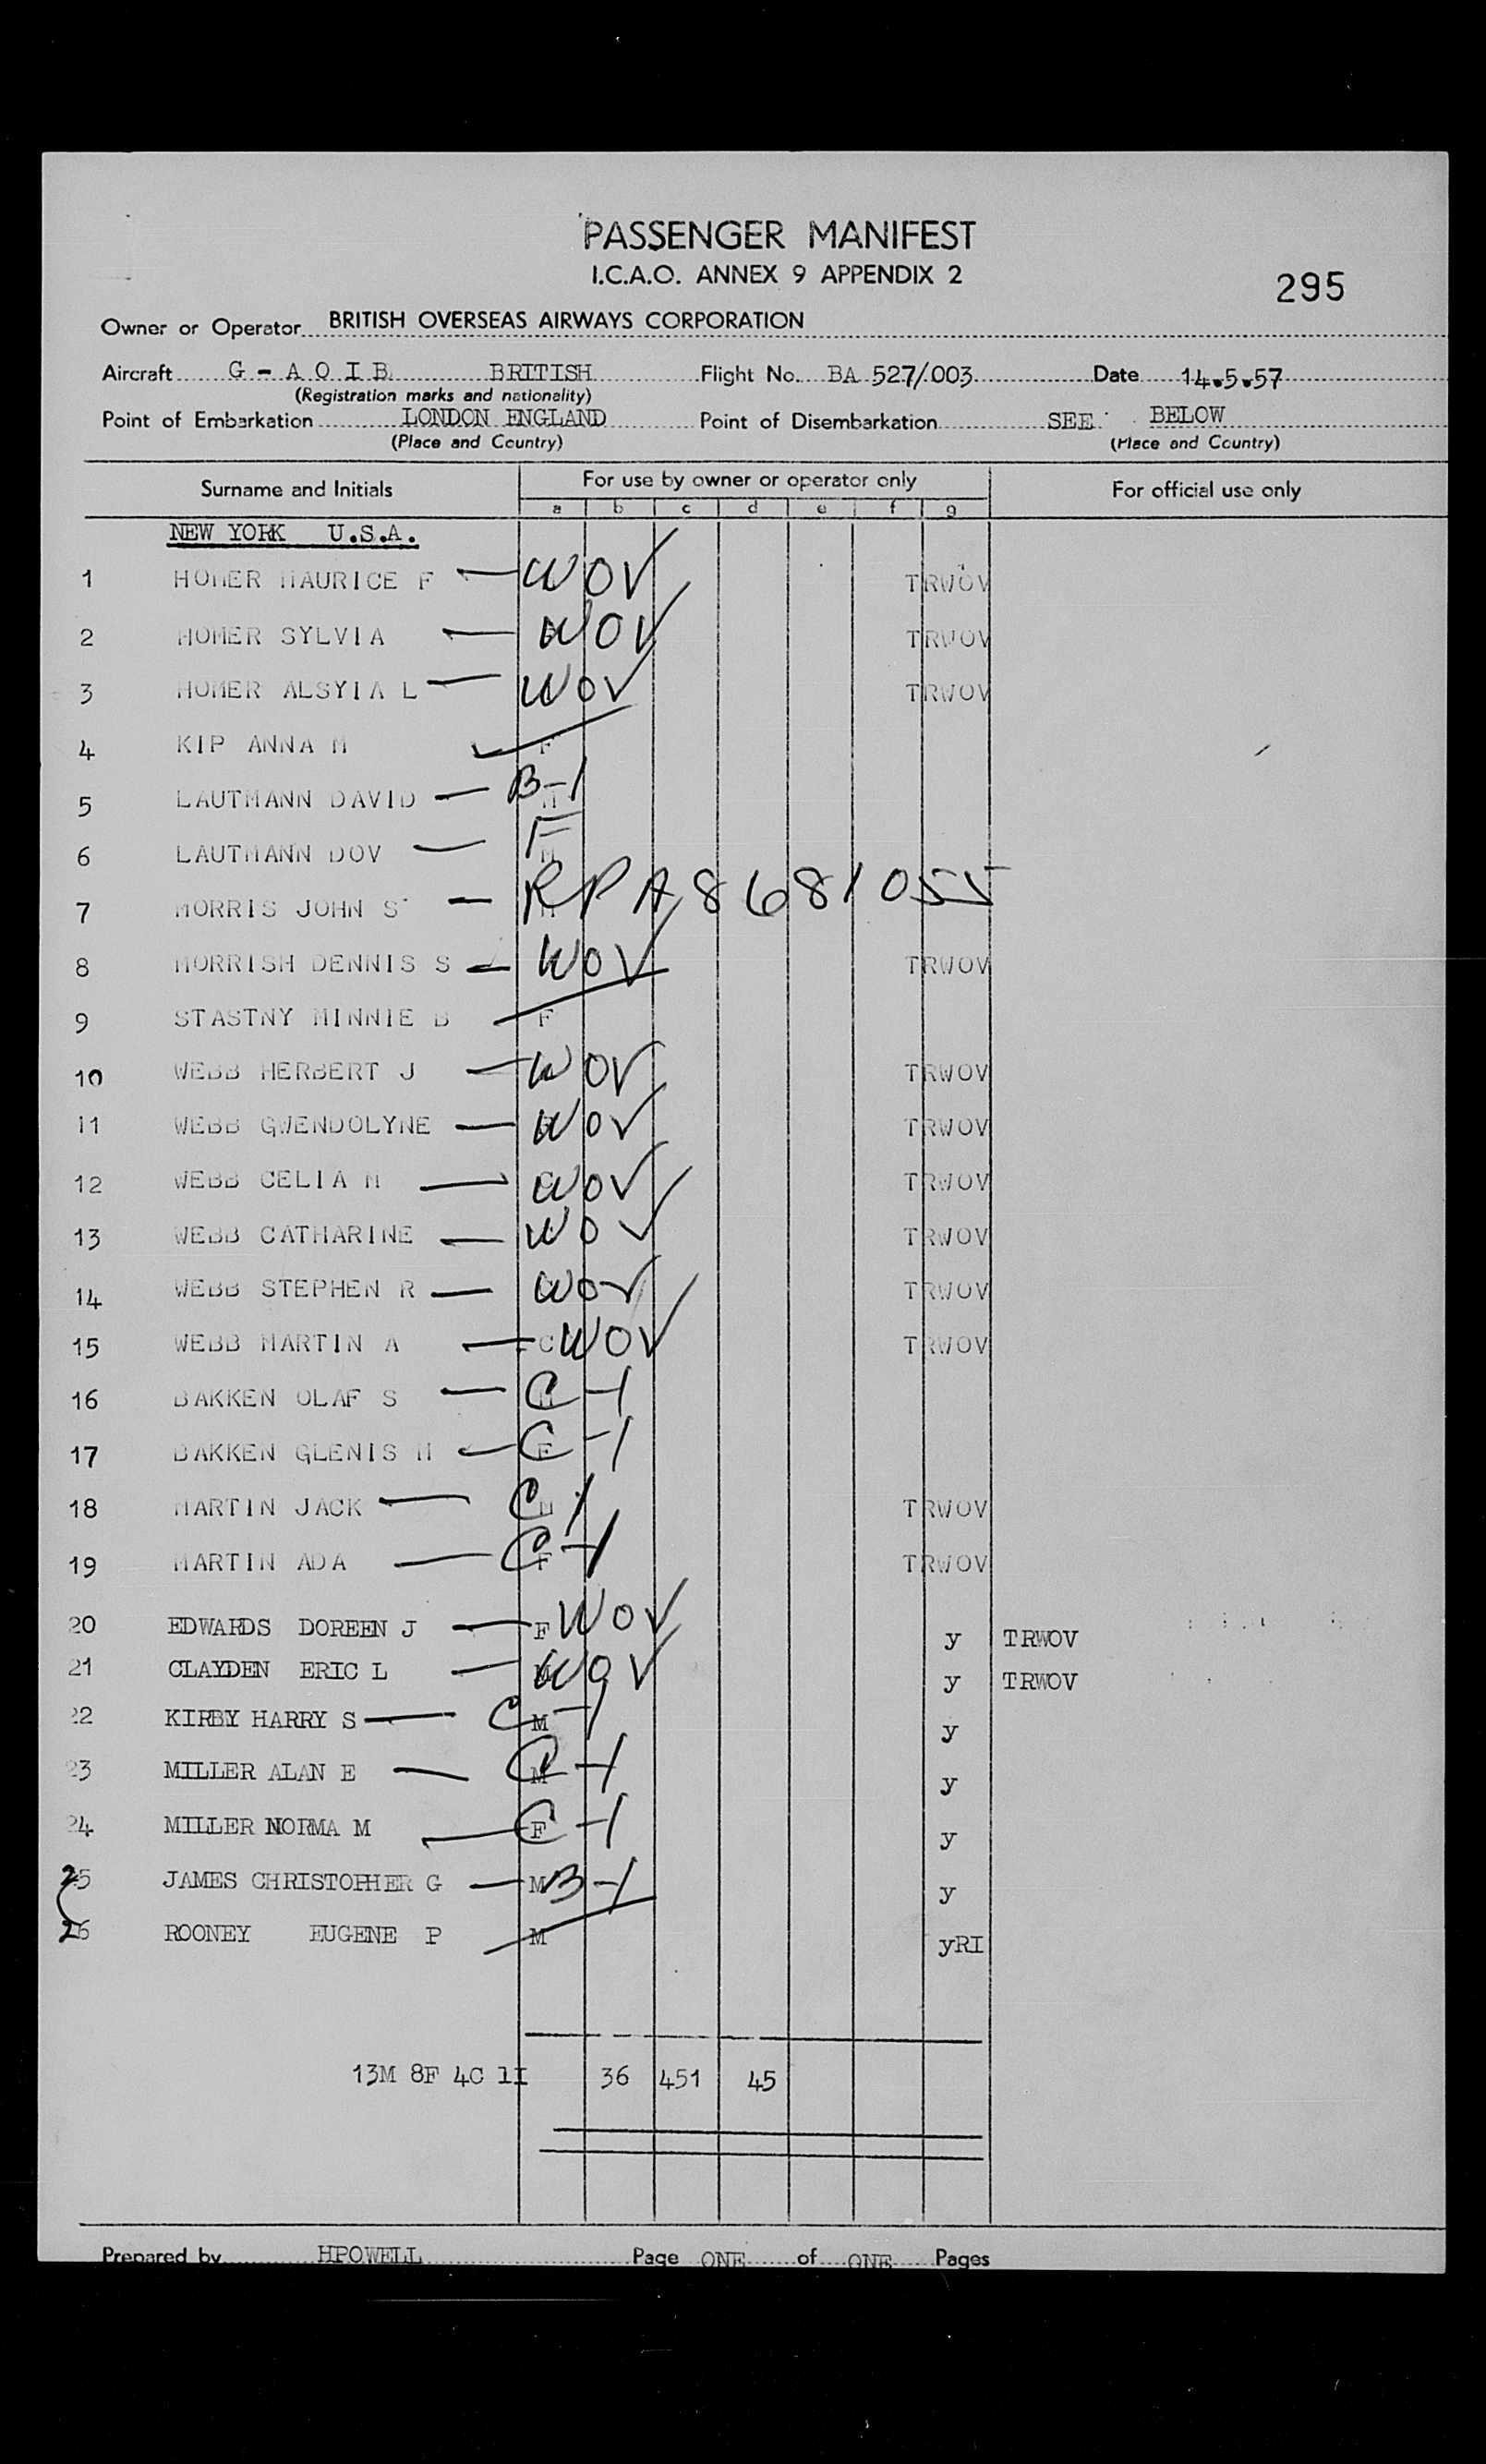 PASSENGER MANIFEST
I.C.A.O. ANNEX 9 APPENDIX 2
295
Owner or Operator BRITISH OVERSEAS AIRWAYS CORPORATION
Aircraft G - A O I B BRITISH Flight No. BA 527/003 Date 14.5.57
(Registration marks and nationality)
Point of Embarkation LONDON ENGLAND Point of Disembarkation SEE BELOW
(Place and Country) (Place and Country)
Surname and Initials For use by owner or operator only For official use only
a b c d e f g
NEW YORK U.S.A.
1 HOMER MAURICE F WOV TRWOV
2 HOMER SYLVIA WOV TRWOV
3 HOMER ALSYIA L WOV TRWOV
4 KIP ANNA M F
5 LAUTMANN DAVID B-1 M
6 LAUTMANN DOV F M
7 MORRIS JOHN S RPA8681055
8 MORRISH DENNIS S WOV TRWOV
9 STASTNY MINNIE B F
10 WEBB HERBERT J WOV TRWOV
11 WEBB GWENDOLYNE WOV TRWOV
12 WEBB CELIA M WOV TRWOV
13 WEBB CATHARINE WOV TRWOV
14 WEBB STEPHEN R WOV TRWOV
15 WEBB MARTIN A C WOV TRWOV
16 BAKKEN OLAF S M C-1
17 BAKKEN GLENIS M F C-1
18 MARTIN JACK M C-1 TRWOV
19 MARTIN ADA F C-1 TRWOV
20 EDWARDS DOREEN J F WOV y TRWOV
21 CLAYDEN ERIC L M WOV y TRWOV
22 KIRBY HARRY S M C-1 y
23 MILLER ALAN E M C-1 y
24 MILLER NORMA M F C-1 y
25 JAMES CHRISTOPHER G M B-1 y
26 ROONEY EUGENE P M yRI
13M 8F 4C 1I 36 451 45
Prepared by HPOWELL Page ONE of ONE Pages